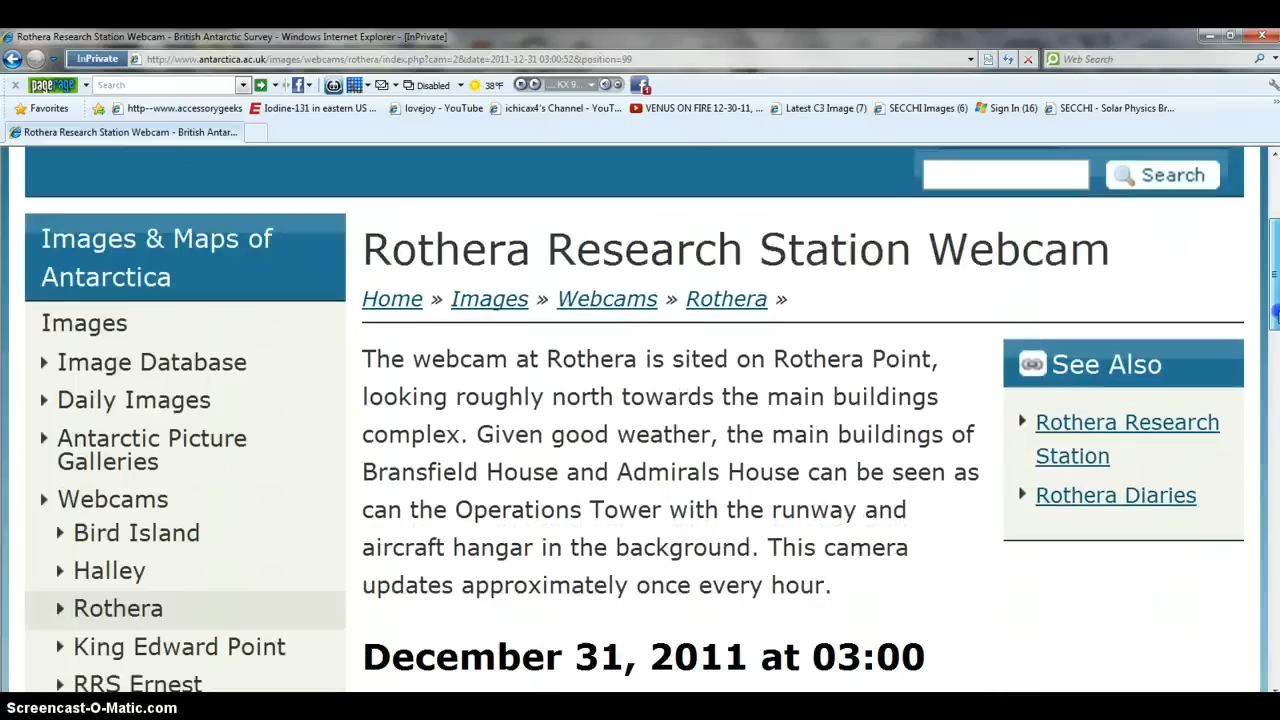 Rothera Research Station Webcam - British Antarctic Survey - Windows Internet Explorer - [InPrivate]
InPrivate http://www.antarctica.ac.uk/images/webcams/rothera/index.php?cam=2&date=2011-12-31 03:00:52&position=99 Web Search
x pagerage Search Disabled 38°F
Favorites http--www.accessorygeeks Iodine-131 in eastern US ... lovejoy - YouTube ichicax4's Channel - YouT... VENUS ON FIRE 12-30-11, ... Latest C3 Image (7) SECCHI Images (6) Sign In (16) SECCHI - Solar Physics Br...
Rothera Research Station Webcam - British Antar...
Search
Images & Maps of
Antarctica
Images
Image Database
Daily Images
Antarctic Picture
Galleries
Webcams
Bird Island
Halley
Rothera
King Edward Point
RRS Ernest
Rothera Research Station Webcam
Home » Images » Webcams » Rothera »
The webcam at Rothera is sited on Rothera Point,
looking roughly north towards the main buildings
complex. Given good weather, the main buildings of
Bransfield House and Admirals House can be seen as
can the Operations Tower with the runway and
aircraft hangar in the background. This camera
updates approximately once every hour.
December 31, 2011 at 03:00
See Also
Rothera Research
Station
Rothera Diaries
Screencast-O-Matic.com